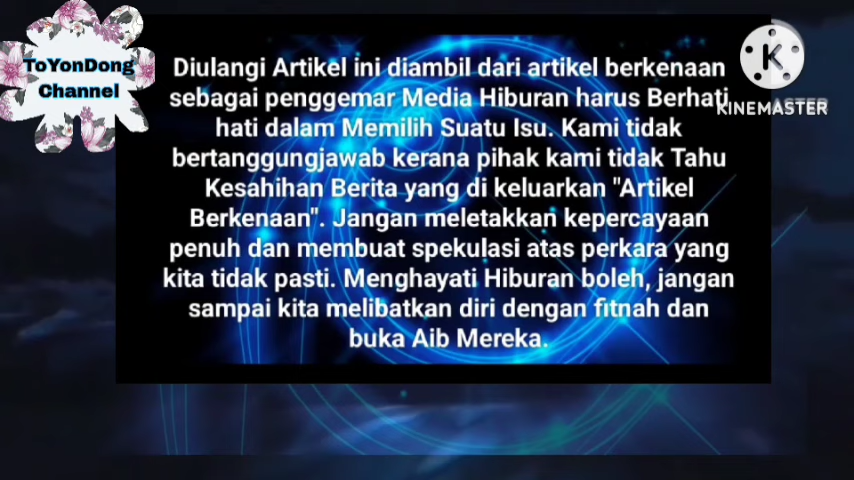 ToYonDong
Channel
Diulangi Artikel ini diambil dari artikel berkenaan
sebagai penggemar Media Hiburan harus Berhati
hati dalam Memilih Suatu Isu. Kami tidak
bertanggungjawab kerana pihak kami tidak Tahu
Kesahihan Berita yang di keluarkan "Artikel
Berkenaan". Jangan meletakkan kepercayaan
penuh dan membuat spekulasi atas perkara yang
kita tidak pasti. Menghayati Hiburan boleh, jangan
sampai kita melibatkan diri dengan fitnah dan
buka Aib Mereka.
K
KINEMASTER